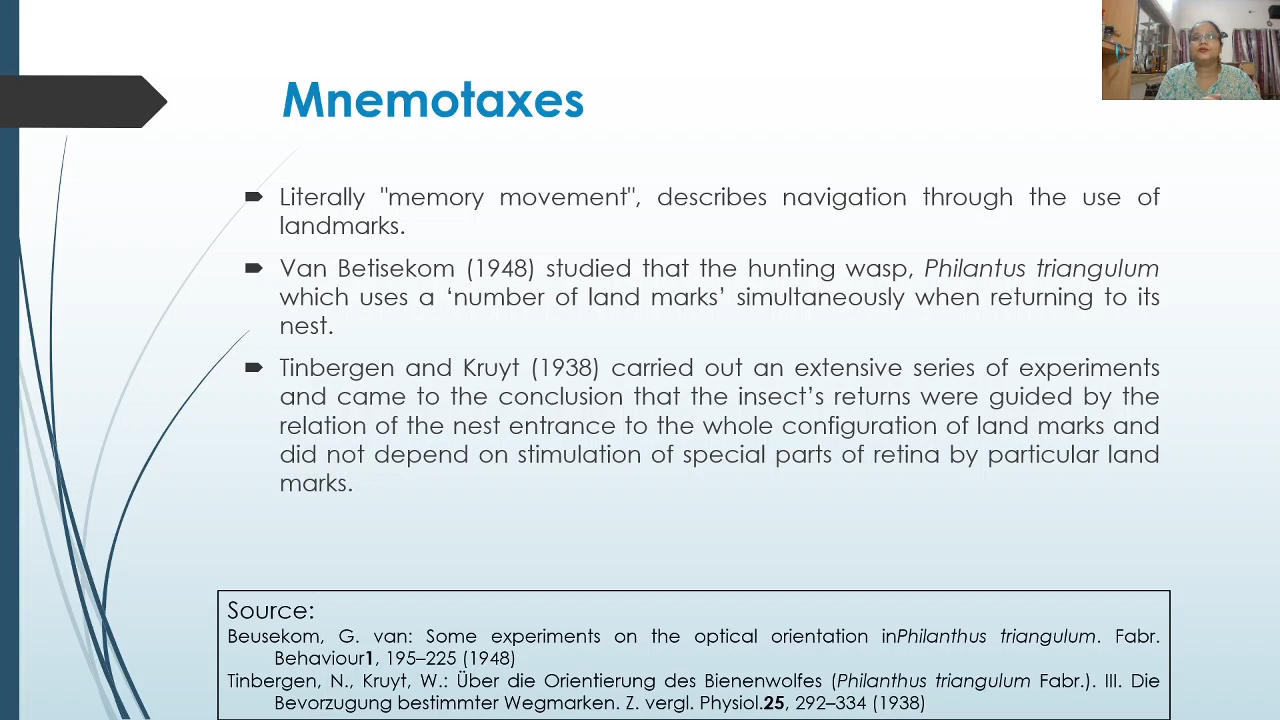 Mnemotaxes
Literally "memory movement", describes navigation through the use of
landmarks.
Van Betisekom (1948) studied that the hunting wasp, Philantus triangulum
which uses a ‘number of land marks’ simultaneously when returning to its
nest.
Tinbergen and Kruyt (1938) carried out an extensive series of experiments
and came to the conclusion that the insect’s returns were guided by the
relation of the nest entrance to the whole configuration of land marks and
did not depend on stimulation of special parts of retina by particular land
marks.
Source:
Beusekom, G. van: Some experiments on the optical orientation inPhilanthus triangulum. Fabr.
Behaviour1, 195–225 (1948)
Tinbergen, N., Kruyt, W.: Über die Orientierung des Bienenwolfes (Philanthus triangulum Fabr.). III. Die
Bevorzugung bestimmter Wegmarken. Z. vergl. Physiol.25, 292–334 (1938)